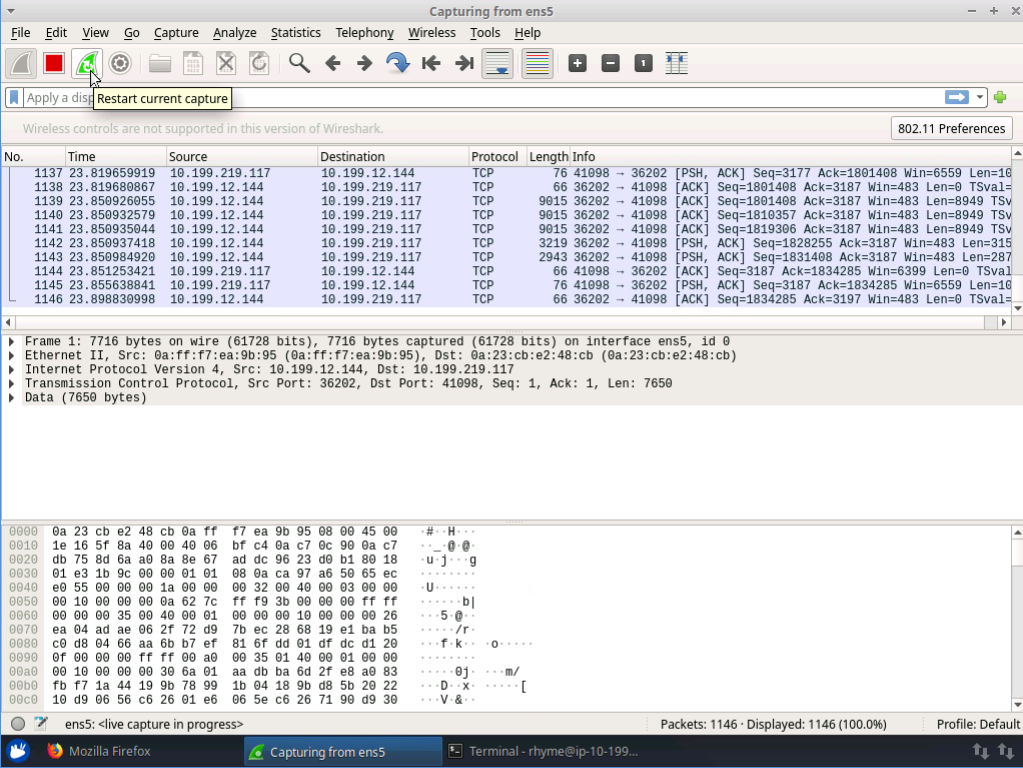 Capturing from ens5
File Edit View Go Capture Analyze Statistics Telephony Wireless Tools Help
Apply a disp
Restart current capture
Wireless controls are not supported in this version of Wireshark.
802.11 Preferences
No. Time Source Destination Protocol Length Info
1137 23.819659919 10.199.219.117 10.199.12.144 TCP 76 41098 → 36202 [PSH, ACK] Seq=3177 Ack=1801408 Win=6559 Len=10
1138 23.819680867 10.199.12.144 10.199.219.117 TCP 66 36202 → 41098 [ACK] Seq=1801408 Ack=3187 Win=483 Len=0 TSval=
1139 23.850926055 10.199.12.144 10.199.219.117 TCP 9015 36202 → 41098 [ACK] Seq=1801408 Ack=3187 Win=483 Len=8949 TSv
1140 23.850932579 10.199.12.144 10.199.219.117 TCP 9015 36202 → 41098 [ACK] Seq=1810357 Ack=3187 Win=483 Len=8949 TSv
1141 23.850935044 10.199.12.144 10.199.219.117 TCP 9015 36202 → 41098 [ACK] Seq=1819306 Ack=3187 Win=483 Len=8949 TSv
1142 23.850937418 10.199.12.144 10.199.219.117 TCP 3219 36202 → 41098 [PSH, ACK] Seq=1828255 Ack=3187 Win=483 Len=315
1143 23.850984920 10.199.12.144 10.199.219.117 TCP 2943 36202 → 41098 [PSH, ACK] Seq=1831408 Ack=3187 Win=483 Len=287
1144 23.851253421 10.199.219.117 10.199.12.144 TCP 66 41098 → 36202 [ACK] Seq=3187 Ack=1834285 Win=6399 Len=0 TSval
1145 23.855638841 10.199.219.117 10.199.12.144 TCP 76 41098 → 36202 [PSH, ACK] Seq=3187 Ack=1834285 Win=6559 Len=10
1146 23.898830998 10.199.12.144 10.199.219.117 TCP 66 36202 → 41098 [ACK] Seq=1834285 Ack=3197 Win=483 Len=0 TSval=
Frame 1: 7716 bytes on wire (61728 bits), 7716 bytes captured (61728 bits) on interface ens5, id 0
Ethernet II, Src: 0a:ff:f7:ea:9b:95 (0a:ff:f7:ea:9b:95), Dst: 0a:23:cb:e2:48:cb (0a:23:cb:e2:48:cb)
Internet Protocol Version 4, Src: 10.199.12.144, Dst: 10.199.219.117
Transmission Control Protocol, Src Port: 36202, Dst Port: 41098, Seq: 1, Ack: 1, Len: 7650
Data (7650 bytes)
0000 0a 23 cb e2 48 cb 0a ff f7 ea 9b 95 08 00 45 00 ·#··H···
0010 1e 16 5f 8a 40 00 40 06 bf c4 0a c7 0c 90 0a c7 ··_·@·@·
0020 db 75 8d 6a a0 8a 8e 67 ad dc 96 23 d0 b1 80 18 ·u·j···g
0030 01 e3 1b 9c 00 00 01 01 08 0a ca 97 a6 50 65 ec ········
0040 e0 55 00 00 00 1a 00 00 00 32 00 40 00 03 00 00 ·U······
0050 00 10 00 00 00 0a 62 7c ff f9 3b 00 00 00 ff ff ······b|
0060 00 00 00 35 00 40 00 01 00 00 00 10 00 00 00 26 ···5·@··
0070 ea 04 ad ae 06 2f 72 d9 7b ec 28 68 19 e1 ba b5 ·····/r·
0080 c0 d8 04 66 aa 6b b7 ef 81 6f dd 01 df dc d1 20 ···f·k·· ·o·····
0090 0f 00 00 00 ff ff 00 a0 00 35 01 40 00 01 00 00 ········
00a0 00 10 00 00 00 30 6a 01 aa db ba 6d 2f e8 a0 83 ·····0j· ···m/
00b0 fb f7 1a 44 19 9b 78 99 1b 04 18 9b d8 5b 20 22 ···D··x· ·····[
00c0 10 d9 06 56 c6 26 01 e6 06 5e c6 26 71 90 d9 30 ···V·&··
ens5: <live capture in progress>
Packets: 1146 · Displayed: 1146 (100.0%)
Profile: Default
Mozilla Firefox
Capturing from ens5
Terminal - rhyme@ip-10-199...